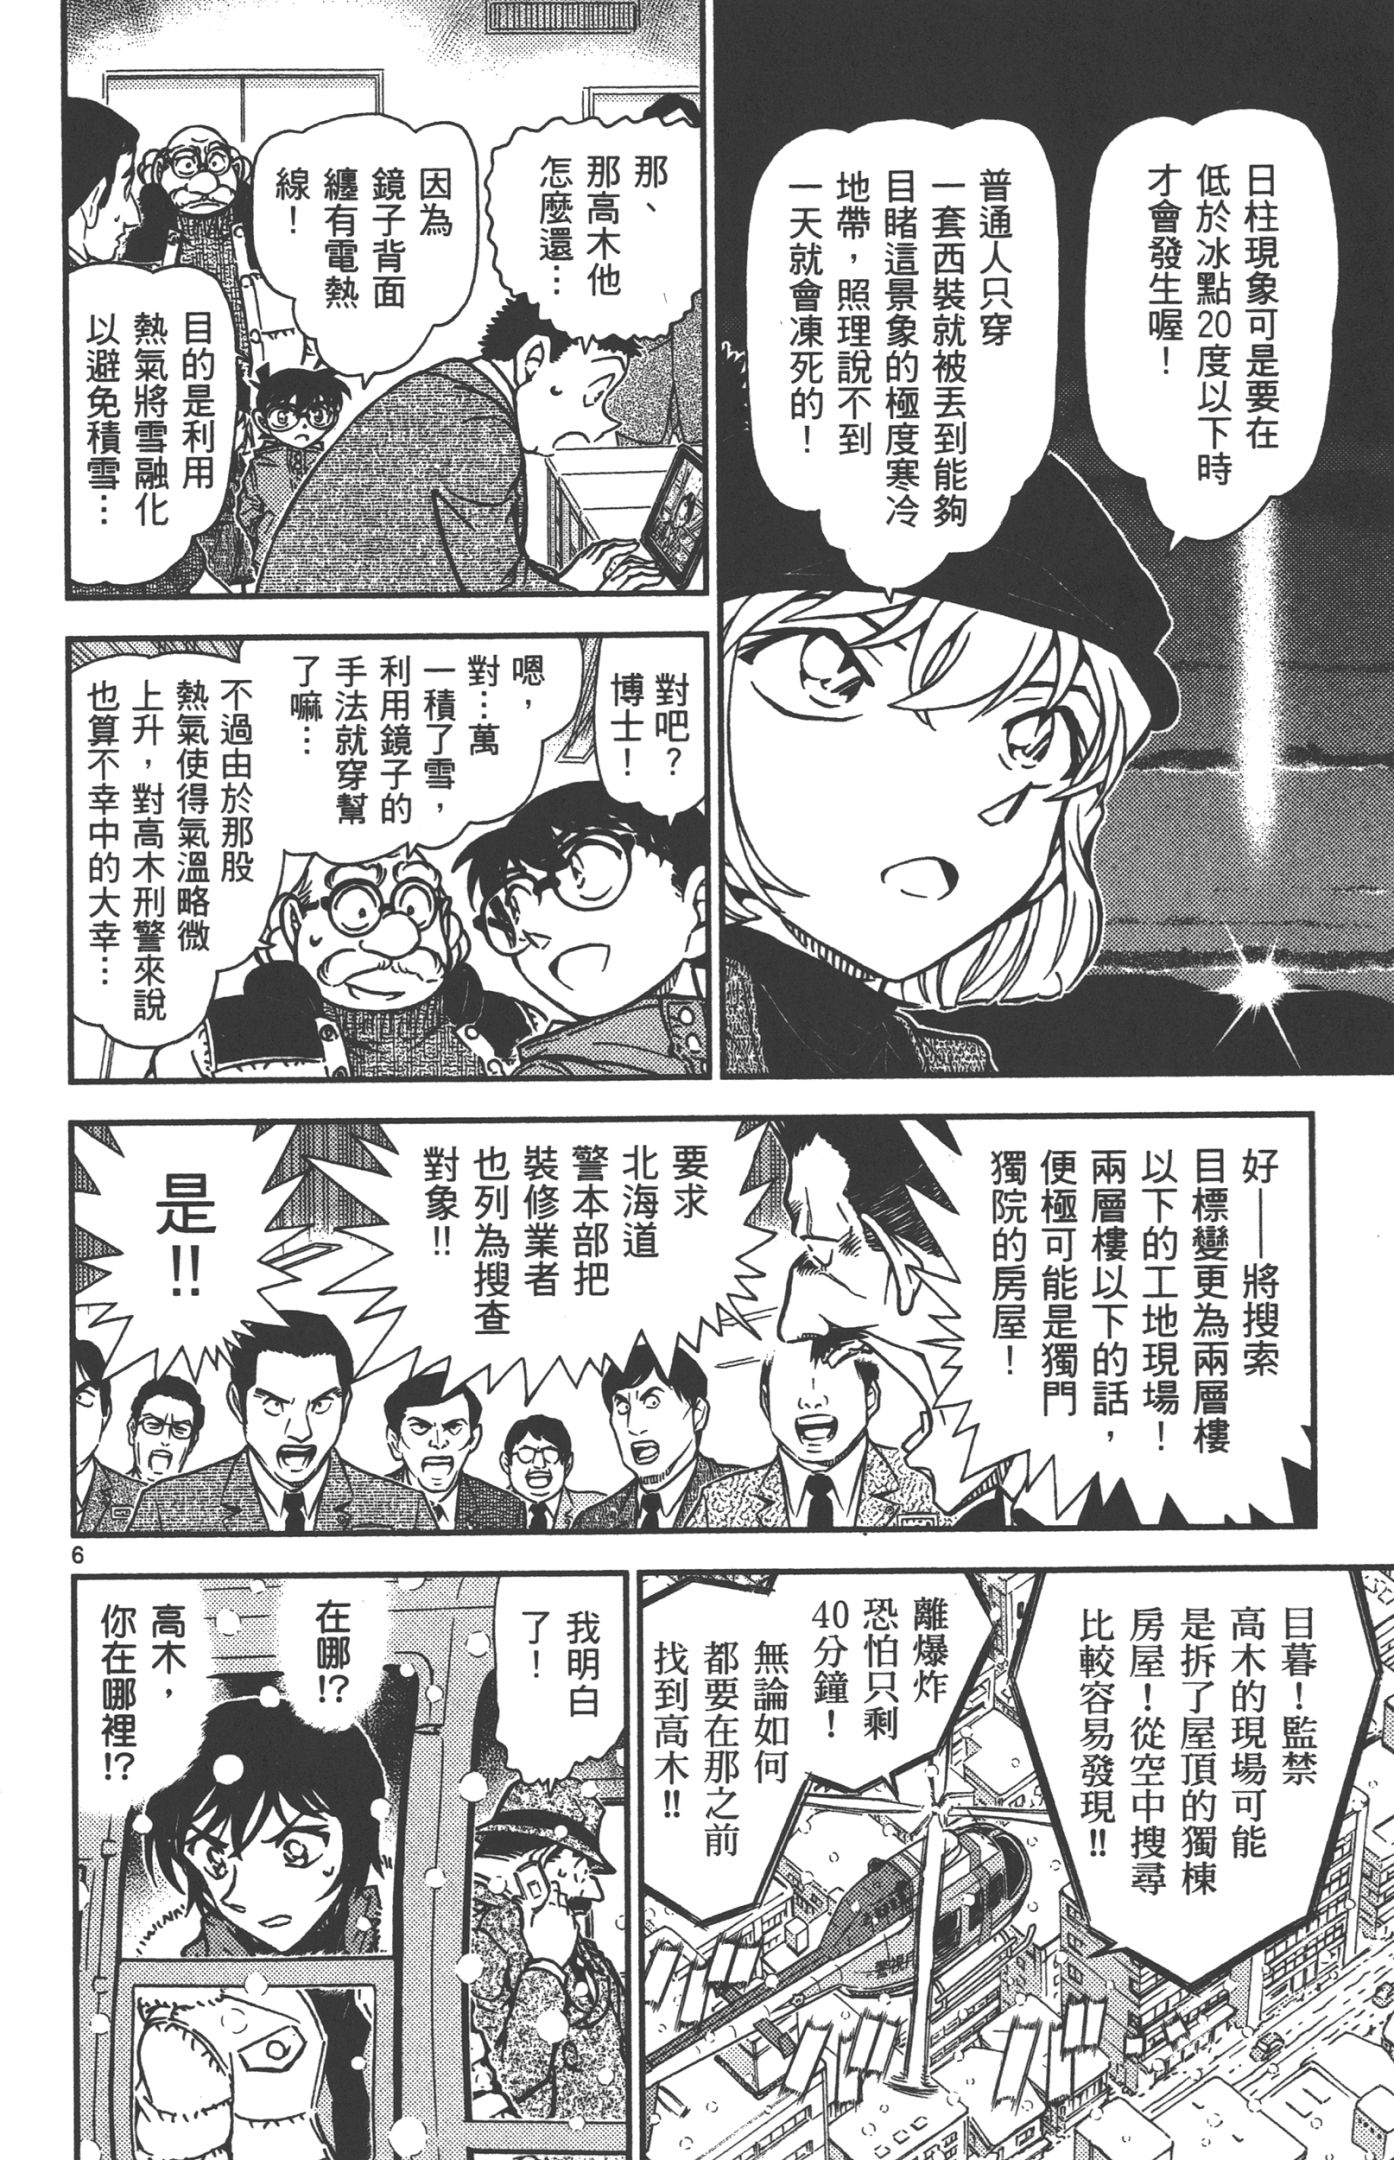 日柱現象可是要在
低於冰點20度以下時
才會發生喔！
普通人只穿
一套西裝就被丟到能夠
目睹這景象的極度寒冷
地帶，照理說不到
一天就會凍死的！
那、
那高木他
怎麼還…
因為
鏡子背面
纏有電熱
線！
目的是利用
熱氣將雪融化
以避免積雪…
對吧？
博士！
嗯，
對…萬
一積了雪，
利用鏡子的
手法就穿幫
了嘛…
不過由於那股
熱氣使得氣溫略微
上升，對高木刑警來說
也算不幸中的大幸…
好——將搜索
目標變更為兩層樓
以下的工地現場！
兩層樓以下的話，
便極可能是獨門
獨院的房屋！
要求
北海道
警本部把
裝修業者
也列為搜查
對象!!
是!!
目暮！監禁
高木的現場可能
是拆了屋頂的獨棟
房屋！從空中搜尋
比較容易發現!!
離爆炸
恐怕只剩
40分鐘！
無論如何
都要在那之前
找到高木!!
警視庁
我明白
了！
在哪!?
高木，
你在哪裡!?
6